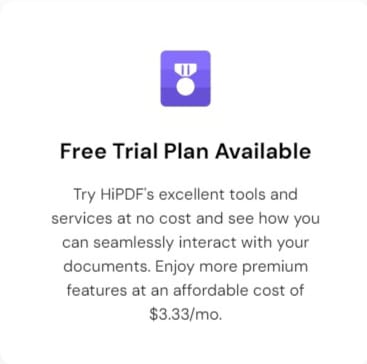 Free Trial Plan Available
Try HiPDF's excellent tools and
services at no cost and see how you
can seamlessly interact with your
documents. Enjoy more premium
features at an affordable cost of
$3.33/mo.